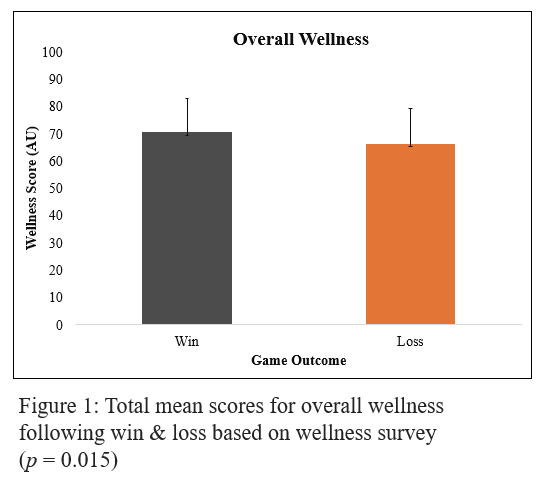 Overall Wellness
100
90
80
70
60
50
40
30
20
10
0
Wellness Score (AU)
Win
Loss
Game Outcome
Figure 1: Total mean scores for overall wellness
following win & loss based on wellness survey
(p = 0.015)